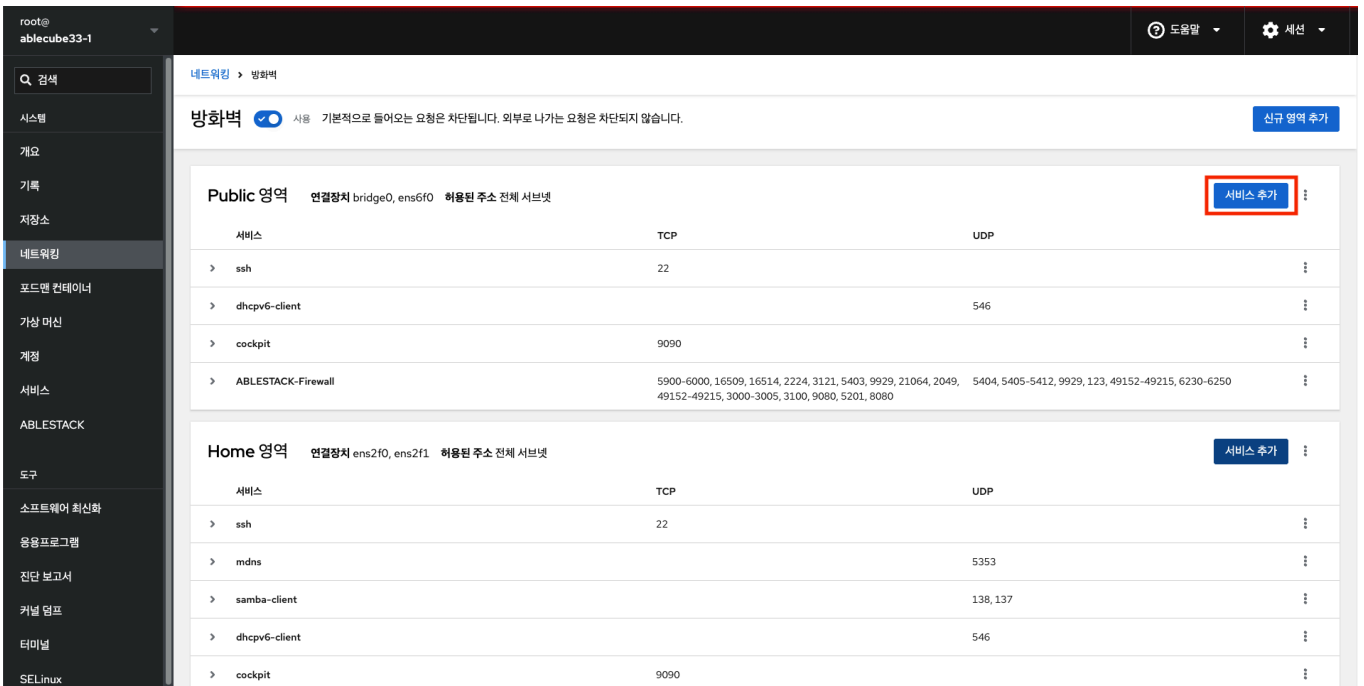 root@
ablecube33-1
도움말
세션
검색
시스템
개요
기록
저장소
네트워킹
포드맨 컨테이너
가상 머신
계정
서비스
ABLESTACK
도구
소프트웨어 최신화
응용프로그램
진단 보고서
커널 덤프
터미널
SELinux
네트워킹 > 방화벽
방화벽 사용 기본적으로 들어오는 요청은 차단됩니다. 외부로 나가는 요청은 차단되지 않습니다. 신규 영역 추가
Public 영역 연결장치 bridge0, ens6f0 허용된 주소 전체 서브넷 서비스 추가
서비스 TCP UDP
ssh 22
dhcpv6-client 546
cockpit 9090
ABLESTACK-Firewall 5900-6000, 16509, 16514, 2224, 3121, 5403, 9929, 21064, 2049, 5404, 5405-5412, 9929, 123, 49152-49215, 6230-6250
49152-49215, 3000-3005, 3100, 9080, 5201, 8080
Home 영역 연결장치 ens2f0, ens2f1 허용된 주소 전체 서브넷 서비스 추가
서비스 TCP UDP
ssh 22
mdns 5353
samba-client 138, 137
dhcpv6-client 546
cockpit 9090